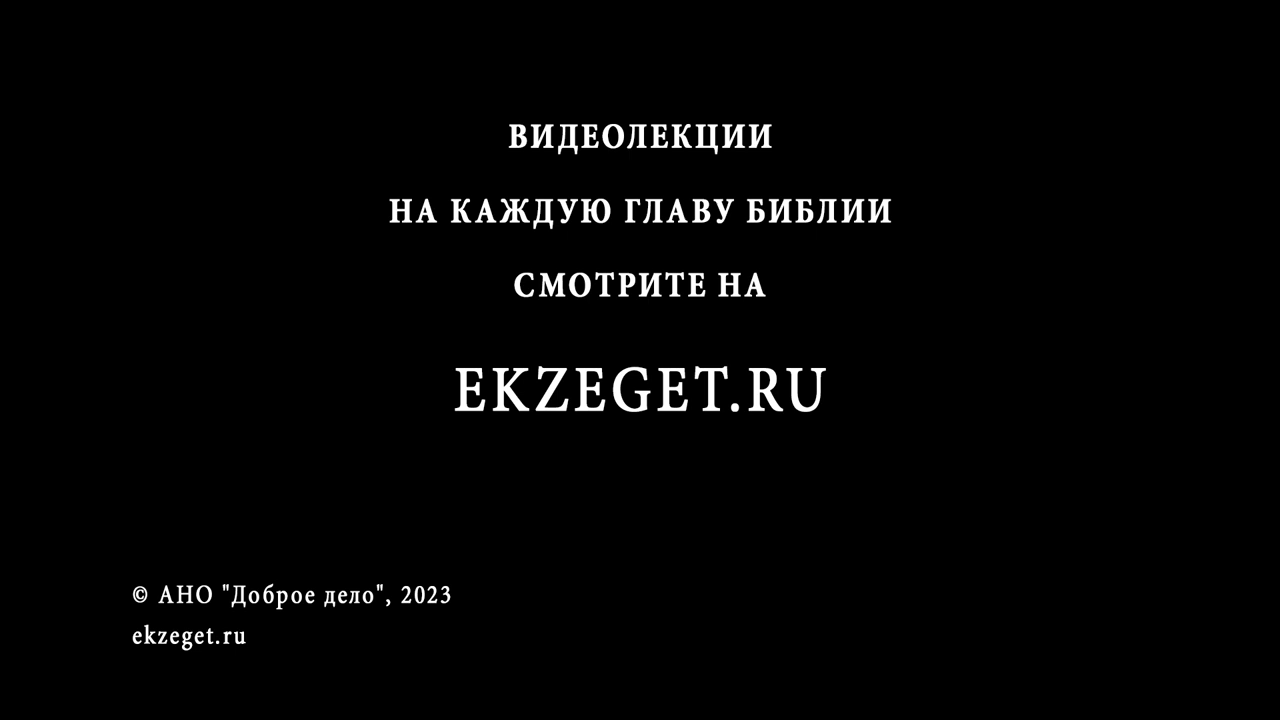 ВИДЕОЛЕКЦИИ
НА КАЖДУЮ ГЛАВУ БИБЛИИ
СМОТРИТЕ НА
EKZEGET.RU
© АНО "Доброе дело", 2023
ekzeget.ru